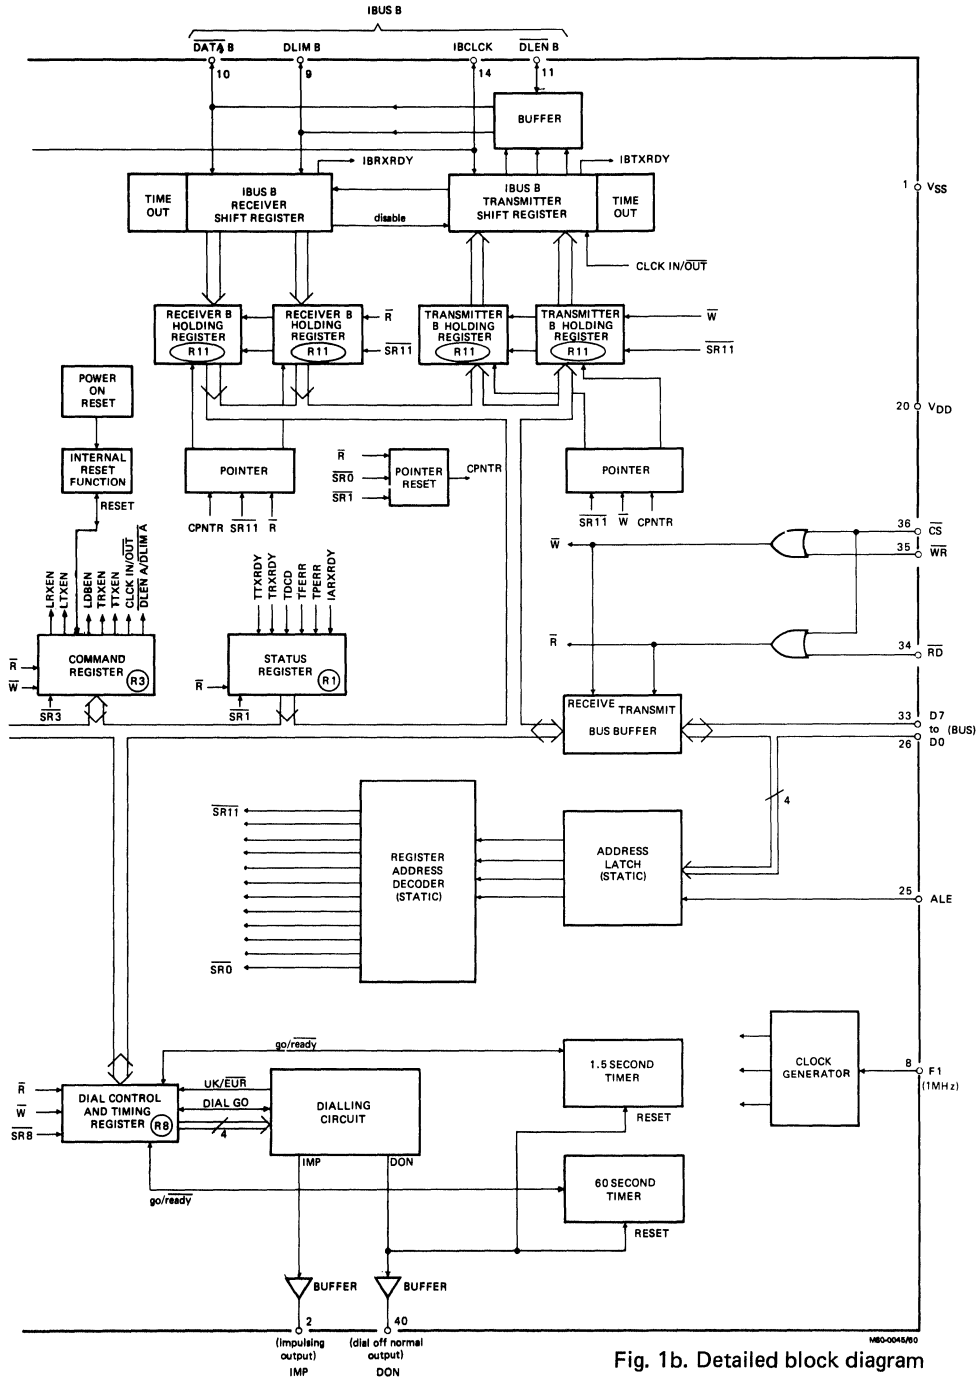 IBUS B
DATA B
DLIM B
IBCLCK
DLEN B
10
9
14
11
BUFFER
IBRXRDY
IBTXRDY
TIME
OUT
IBUS B
RECEIVER
SHIFT REGISTER
disable
IBUS B
TRANSMITTER
SHIFT REGISTER
TIME
OUT
1
VSS
CLCK IN/OUT
RECEIVER B
HOLDING
REGISTER
R11
RECEIVER B
HOLDING
REGISTER
R11
R
SR11
TRANSMITTER
B HOLDING
REGISTER
R11
TRANSMITTER
B HOLDING
REGISTER
R11
W
SR11
POWER
ON
RESET
20
VDD
INTERNAL
RESET
FUNCTION
RESET
POINTER
CPNTR
SR11
R
R
SR0
SR1
POINTER
RESET
CPNTR
POINTER
SR11
W
CPNTR
36
CS
35
WR
W
LRXEN
LTXEN
LDBEN
TRXEN
TTXEN
CLCK IN/OUT
DLEN A/DLIM A
TTXRDY
TRXRDY
TDCD
TFERR
TPERR
IARXRDY
R
34
RD
COMMAND
REGISTER
R3
R
W
SR3
STATUS
REGISTER
R1
R
SR1
RECEIVE
TRANSMIT
BUS BUFFER
33
D7
to (BUS)
26
D0
4
SR11
SR0
REGISTER
ADDRESS
DECODER
(STATIC)
ADDRESS
LATCH
(STATIC)
25
ALE
go/ready
1.5 SECOND
TIMER
RESET
CLOCK
GENERATOR
8
F1
(1MHz)
R
W
SR8
DIAL CONTROL
AND TIMING
REGISTER
R8
UK/EUR
DIAL GO
4
DIALLING
CIRCUIT
IMP
DON
go/ready
60 SECOND
TIMER
RESET
BUFFER
BUFFER
2
40
(impulsing
output)
IMP
(dial off normal
output)
DON
M80-0045/60
Fig. 1b. Detailed block diagram